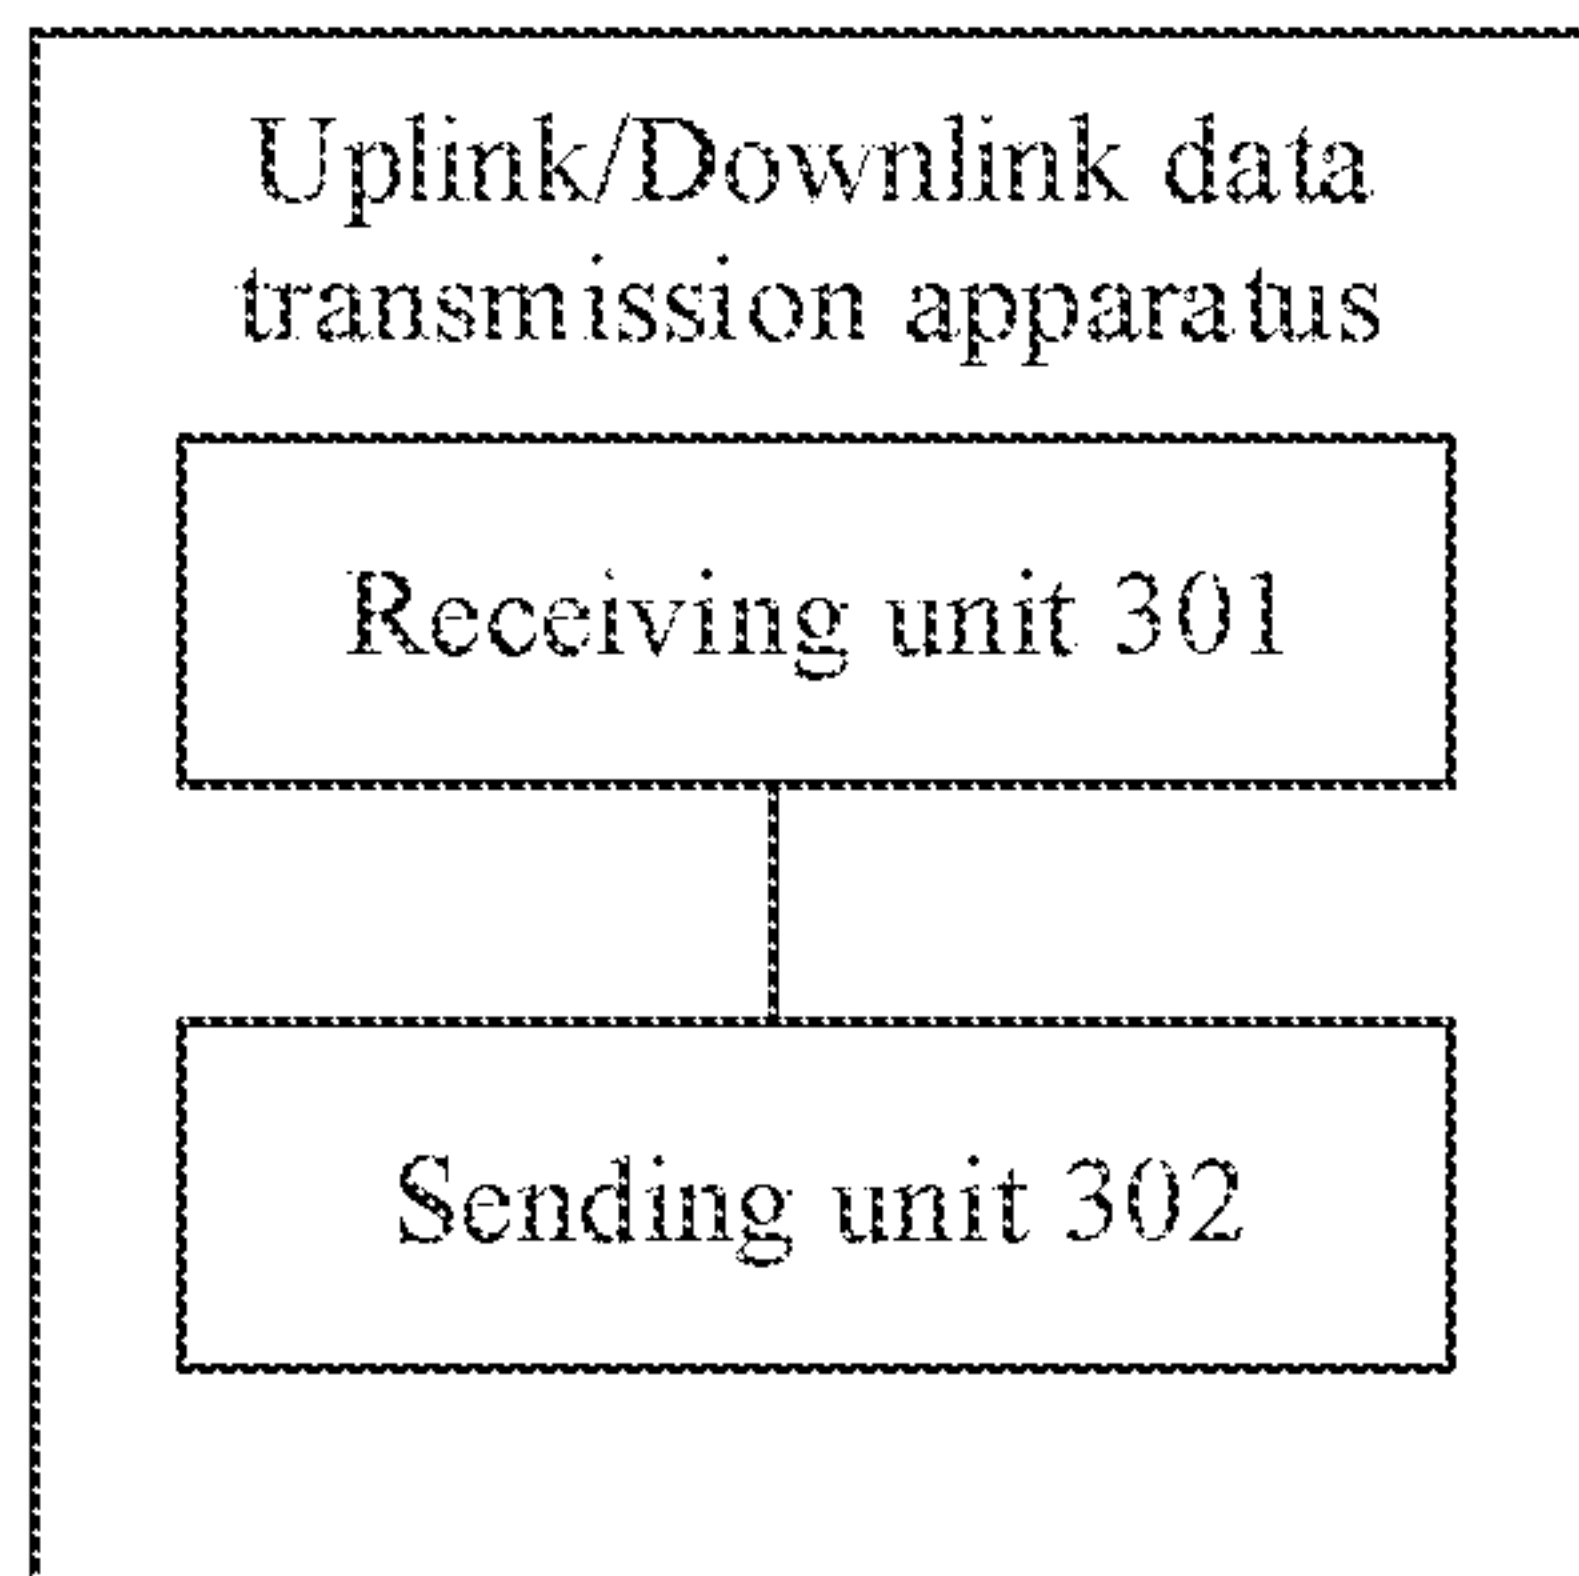 Uplink/Downlink data
transmission apparatus
Receiving unit 301
Sending unit 302